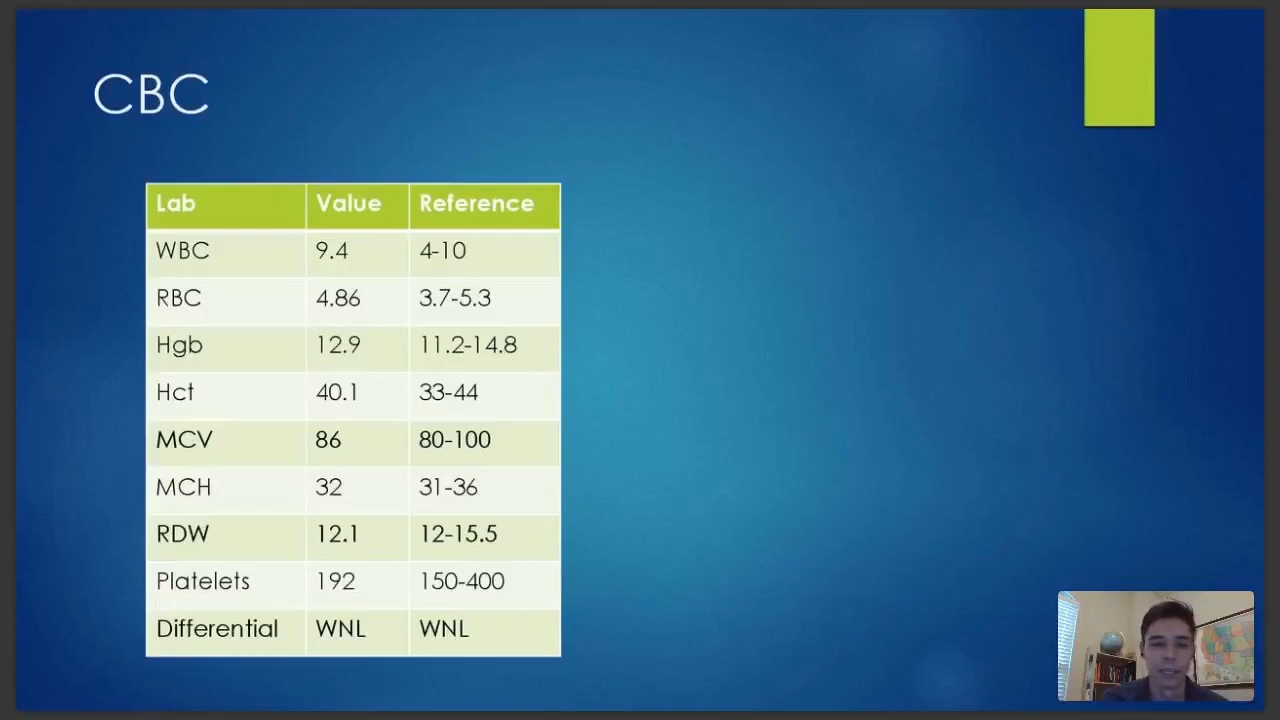 CBC
Lab Value Reference
WBC 9.4 4-10
RBC 4.86 3.7-5.3
Hgb 12.9 11.2-14.8
Hct 40.1 33-44
MCV 86 80-100
MCH 32 31-36
RDW 12.1 12-15.5
Platelets 192 150-400
Differential WNL WNL